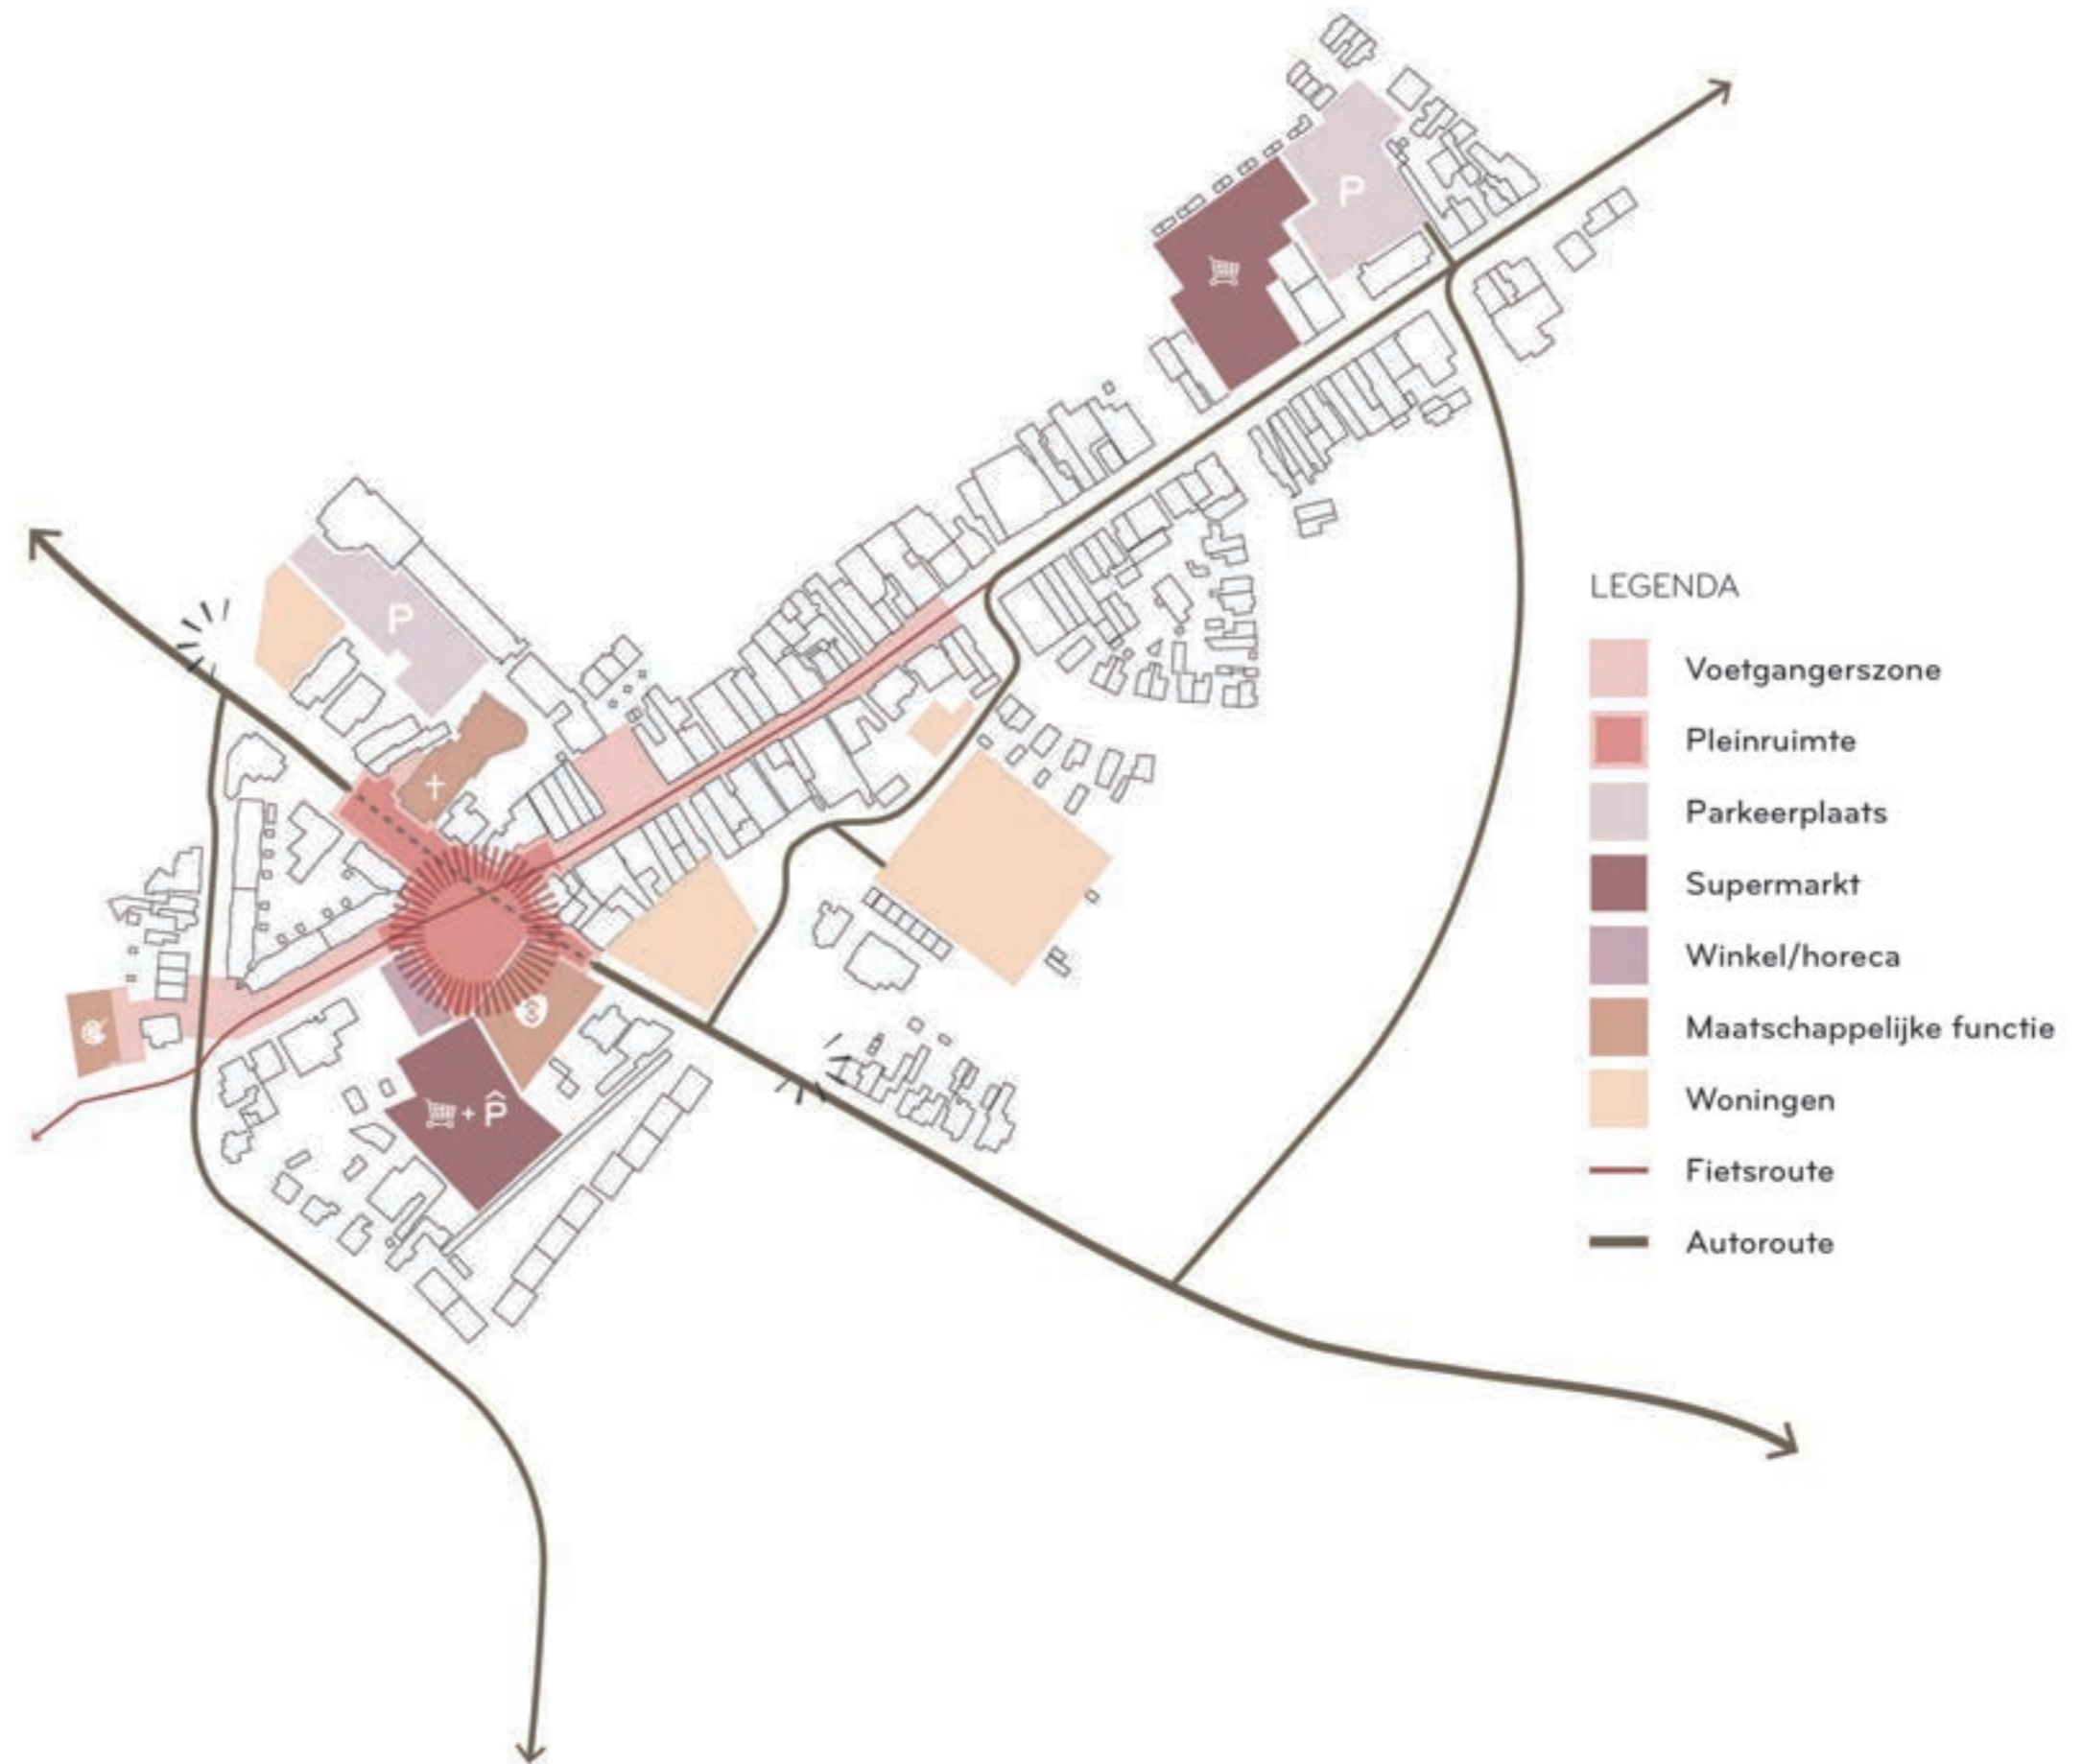 P
P
+ P̂
LEGENDA
Voetgangerszone
Pleinruimte
Parkeerplaats
Supermarkt
Winkel/horeca
Maatschappelijke functie
Woningen
Fietsroute
Autoroute